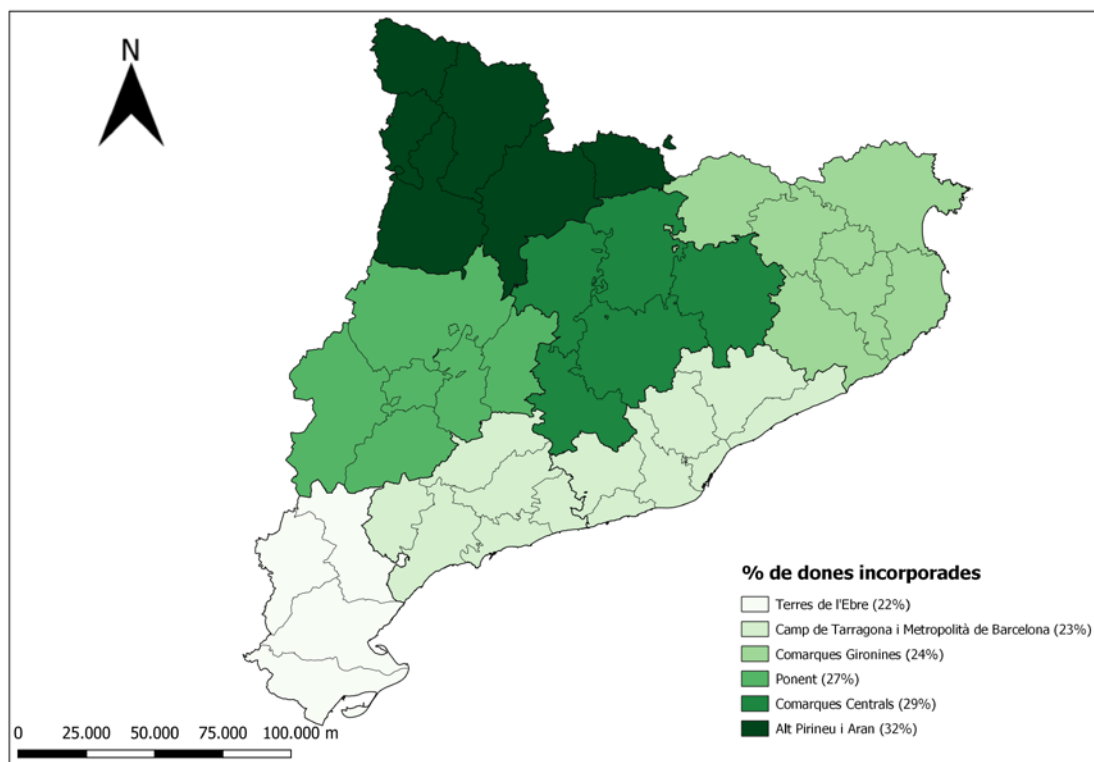 N
% de dones incorporades
Terres de l'Ebre (22%)
Camp de Tarragona i Metropolità de Barcelona (23%)
Comarques Gironines (24%)
Ponent (27%)
Comarques Centrals (29%)
Alt Pirineu i Aran (32%)
0 25.000 50.000 75.000 100.000 m